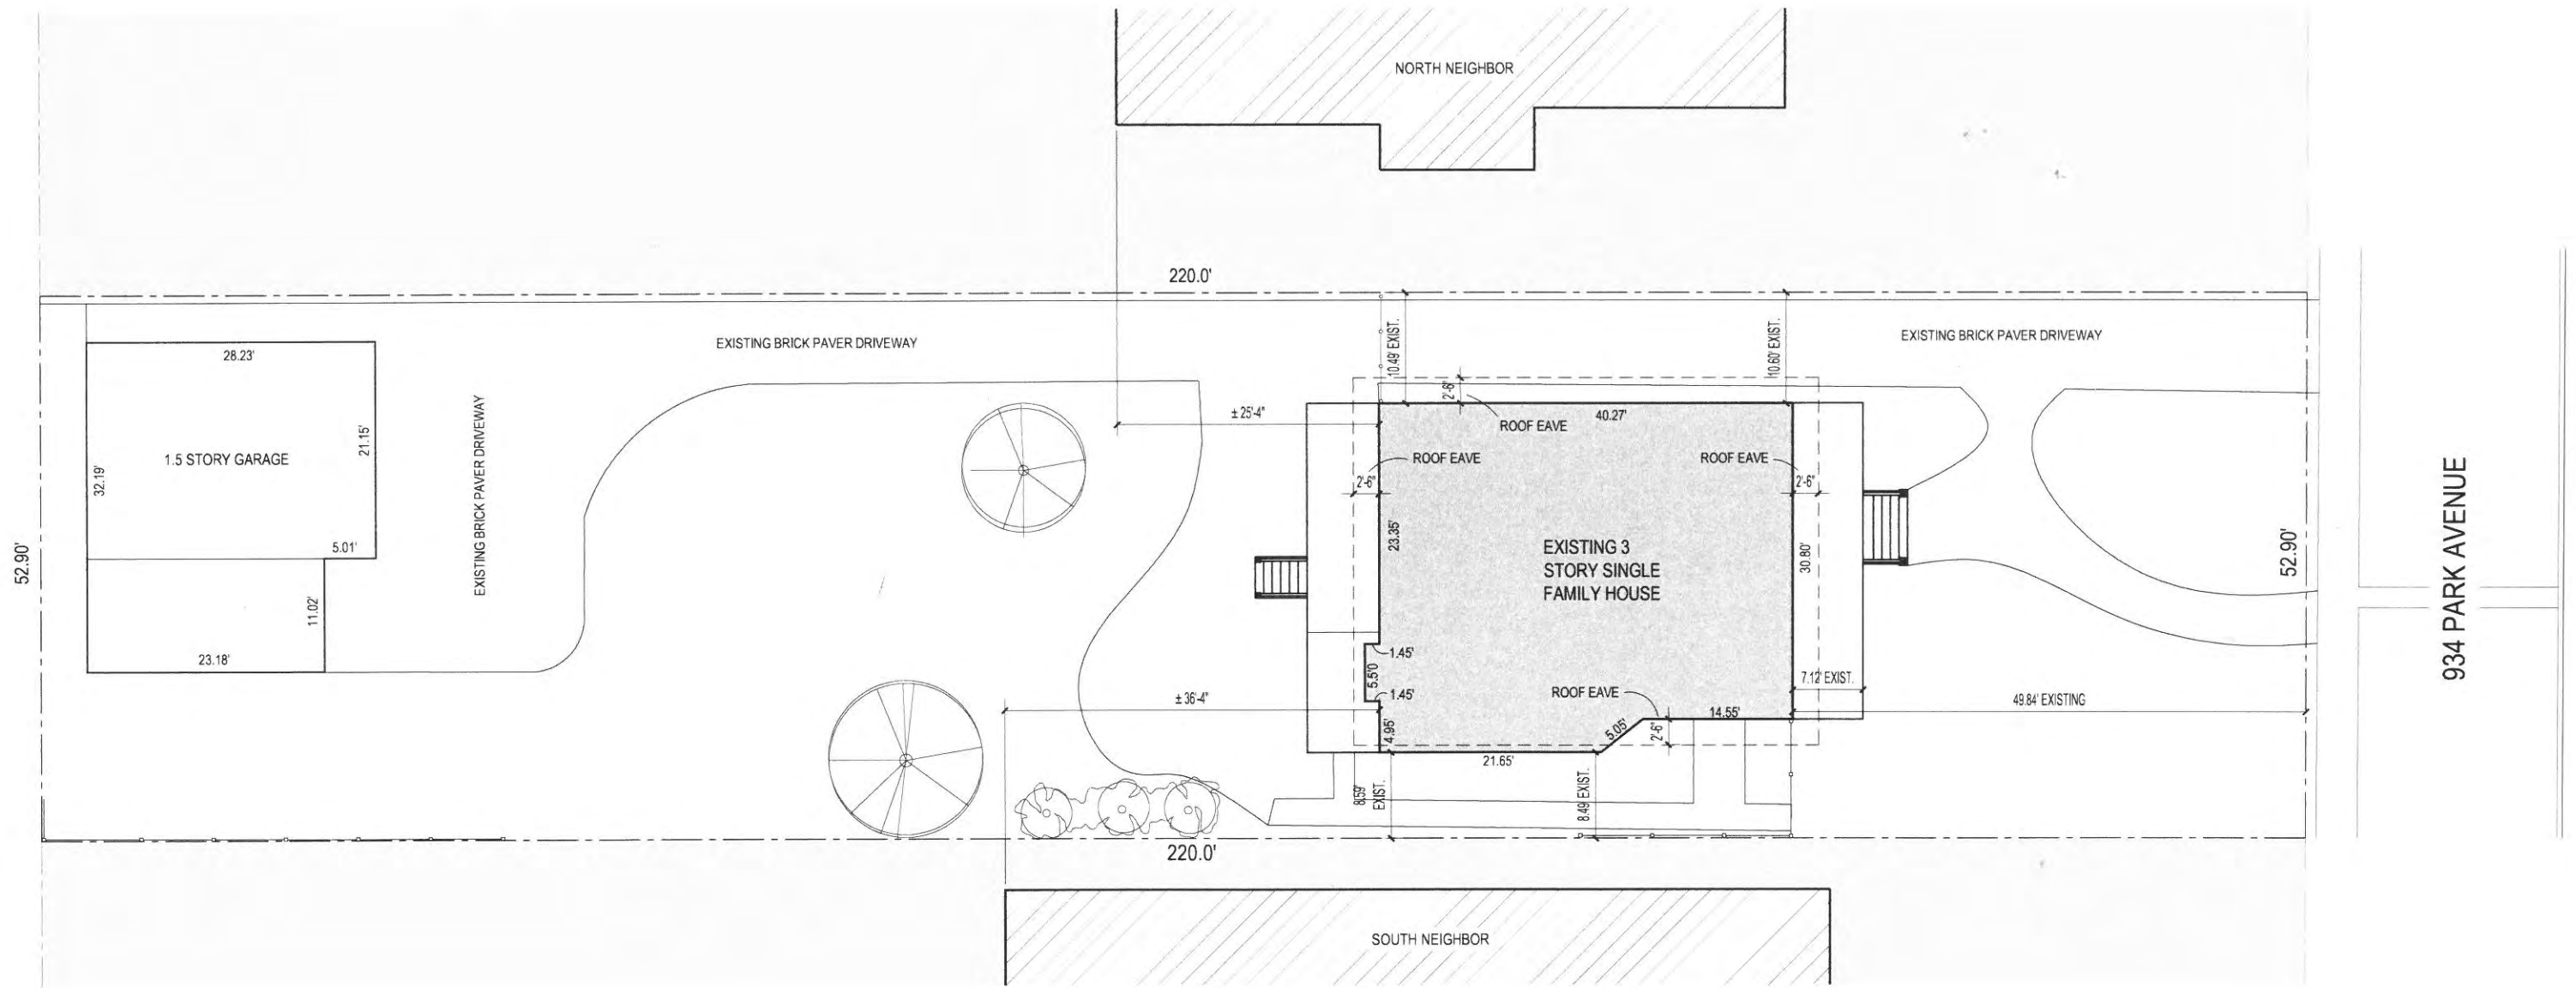 NORTH NEIGHBOR
220.0'
EXISTING BRICK PAVER DRIVEWAY
EXISTING BRICK PAVER DRIVEWAY
10.49' EXIST.
10.60' EXIST.
28.23'
32.19'
21.15'
1.5 STORY GARAGE
5.01'
11.02'
23.18'
EXISTING BRICK PAVER DRIVEWAY
52.90'
± 25'-4"
2'-6"
ROOF EAVE
40.27'
ROOF EAVE
2'-6"
ROOF EAVE
2'-6"
23.35'
EXISTING 3
STORY SINGLE
FAMILY HOUSE
30.80'
52.90'
934 PARK AVENUE
1.45'
5.5'0
1.45'
4.95'
± 36'-4"
ROOF EAVE
5.05'
2'-6"
14.55'
7.12' EXIST.
49.84' EXISTING
21.65'
8.59'
EXIST.
8.49' EXIST.
220.0'
SOUTH NEIGHBOR